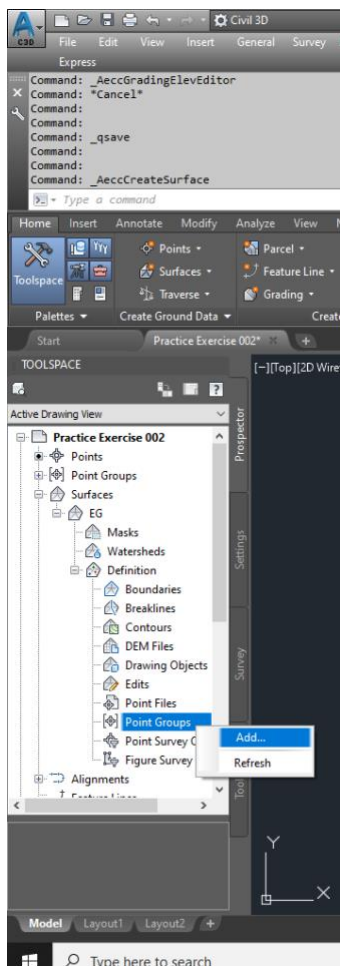 A
C3D
Civil 3D
File Edit View Insert General Survey
Express
Command: _AeccGradingElevEditor
Command: *Cancel*
Command:
Command:
Command: _qsave
Command:
Command:
Command: _AeccCreateSurface
Type a command
Home Insert Annotate Modify Analyze View
Toolspace
Points
Parcel
Surfaces
Feature Line
Traverse
Grading
Palettes
Create Ground Data
Start
Practice Exercise 002*
TOOLSPACE
[–][Top][2D Wire
?
Active Drawing View
Prospector
Practice Exercise 002
Points
Point Groups
Surfaces
EG
Masks
Watersheds
Settings
Definition
Boundaries
Breaklines
Contours
DEM Files
Drawing Objects
Survey
Edits
Point Files
Point Groups
Add...
Point Survey
Refresh
Figure Survey
Alignments
Y
X
Model Layout1 Layout2 +
Type here to search